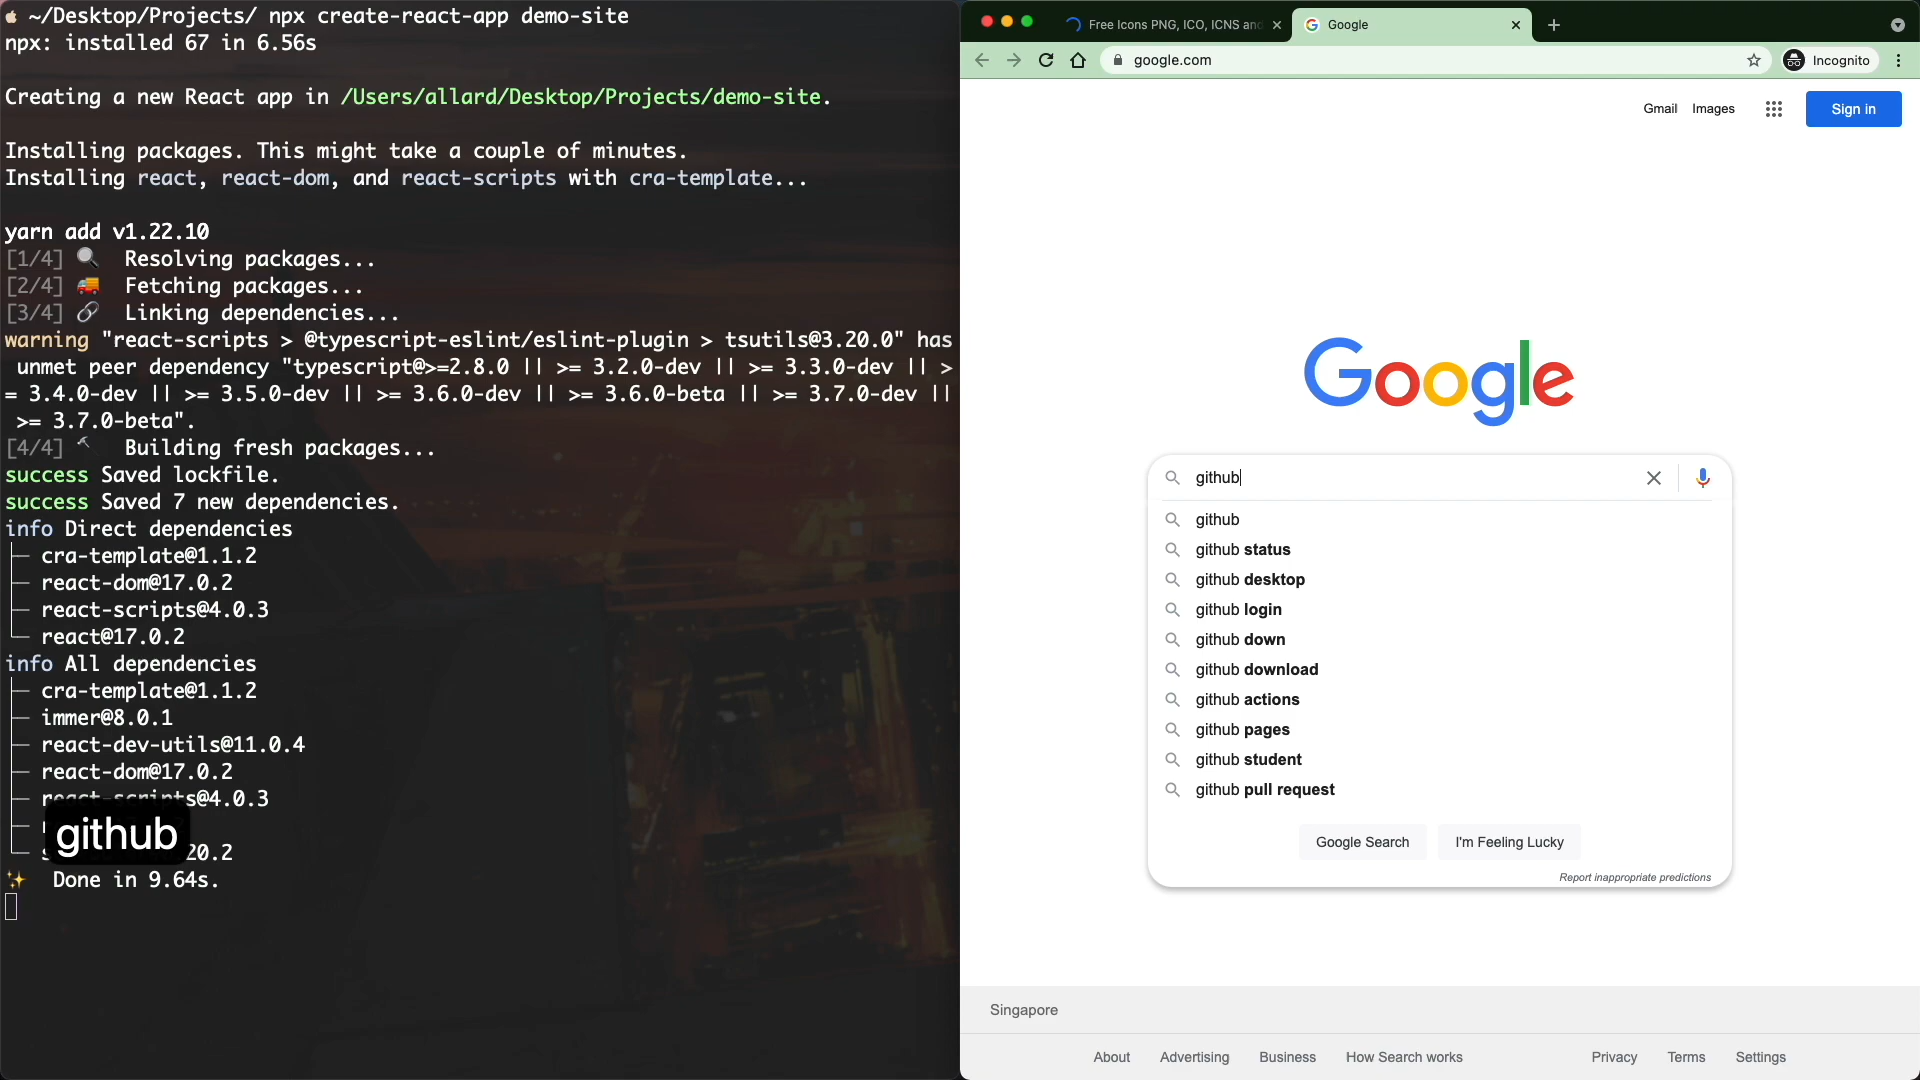 ~/Desktop/Projects/ npx create-react-app demo-site
npx: installed 67 in 6.56s
Creating a new React app in /Users/allard/Desktop/Projects/demo-site.
Installing packages. This might take a couple of minutes.
Installing react, react-dom, and react-scripts with cra-template...
yarn add v1.22.10
[1/4] 🔍 Resolving packages...
[2/4] 🚚 Fetching packages...
[3/4] 🔗 Linking dependencies...
warning "react-scripts > @typescript-eslint/eslint-plugin > tsutils@3.20.0" has
unmet peer dependency "typescript@>=2.8.0 || >= 3.2.0-dev || >= 3.3.0-dev || >
= 3.4.0-dev || >= 3.5.0-dev || >= 3.6.0-dev || >= 3.6.0-beta || >= 3.7.0-dev ||
>= 3.7.0-beta".
[4/4] 🔨 Building fresh packages...
success Saved lockfile.
success Saved 7 new dependencies.
info Direct dependencies
├─ cra-template@1.1.2
├─ react-dom@17.0.2
├─ react-scripts@4.0.3
└─ react@17.0.2
info All dependencies
├─ cra-template@1.1.2
├─ immer@8.0.1
├─ react-dev-utils@11.0.4
├─ react-dom@17.0.2
├─ react-scripts@4.0.3
github
20.2
✨ Done in 9.64s.
Free Icons PNG, ICO, ICNS and
Google
google.com
Incognito
Gmail Images
Sign in
Google
github
github
github status
github desktop
github login
github down
github download
github actions
github pages
github student
github pull request
Google Search
I'm Feeling Lucky
Report inappropriate predictions
Singapore
About Advertising Business How Search works Privacy Terms Settings